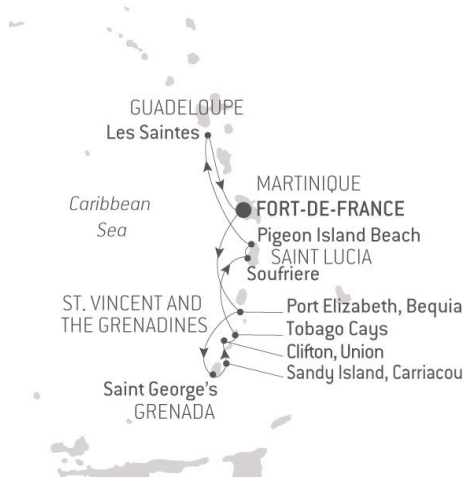 GUADELOUPE
Les Saintes
Caribbean
Sea
MARTINIQUE
FORT-DE-FRANCE
Pigeon Island Beach
SAINT LUCIA
Soufriere
ST. VINCENT AND
THE GRENADINES
Port Elizabeth, Bequia
Tobago Cays
Clifton, Union
Sandy Island, Carriacou
Saint George's
GRENADA